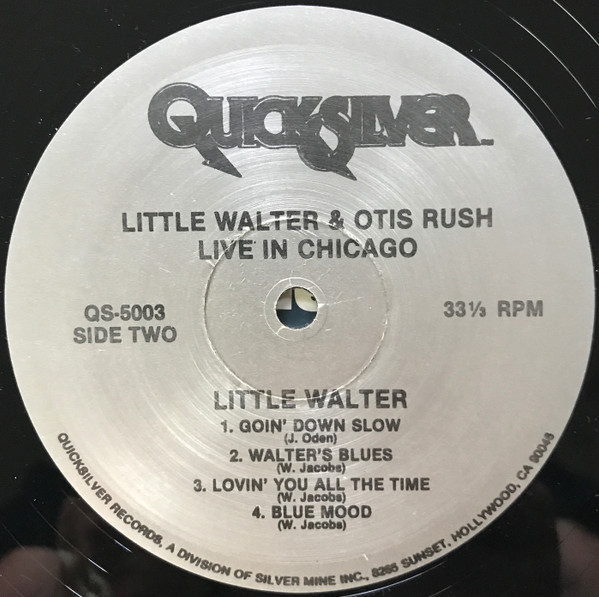 QUICKSILVER
LITTLE WALTER & OTIS RUSH
LIVE IN CHICAGO
QS-5003
SIDE TWO
33⅓ RPM
LITTLE WALTER
1. GOIN' DOWN SLOW
(J. Oden)
2. WALTER'S BLUES
(W. Jacobs)
3. LOVIN' YOU ALL THE TIME
(W. Jacobs)
4. BLUE MOOD
(W. Jacobs)
QUICKSILVER RECORDS, A DIVISION OF SILVER MINE INC., 8265 SUNSET, HOLLYWOOD, CA 90046